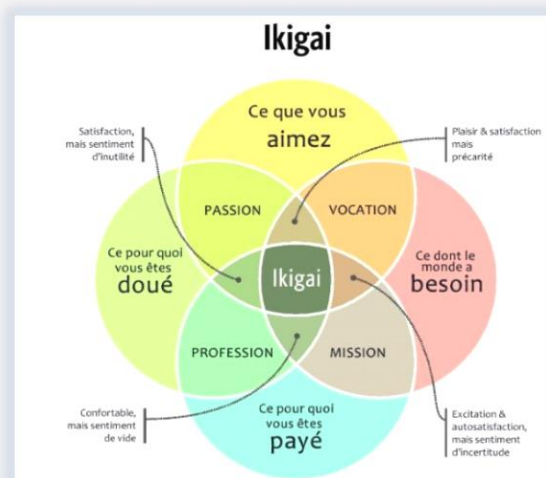 Ikigai
Ce que vous
aimez
Satisfaction,
mais sentiment
d'inutilité
Plaisir & satisfaction
mais
précarité
PASSION
VOCATION
Ce pour quoi
vous êtes
doué
Ikigai
Ce dont le
monde a
besoin
PROFESSION
MISSION
Confortable,
mais sentiment
de vide
Ce pour quoi
vous êtes
payé
Excitation &
autosatisfaction,
mais sentiment
d'incertitude